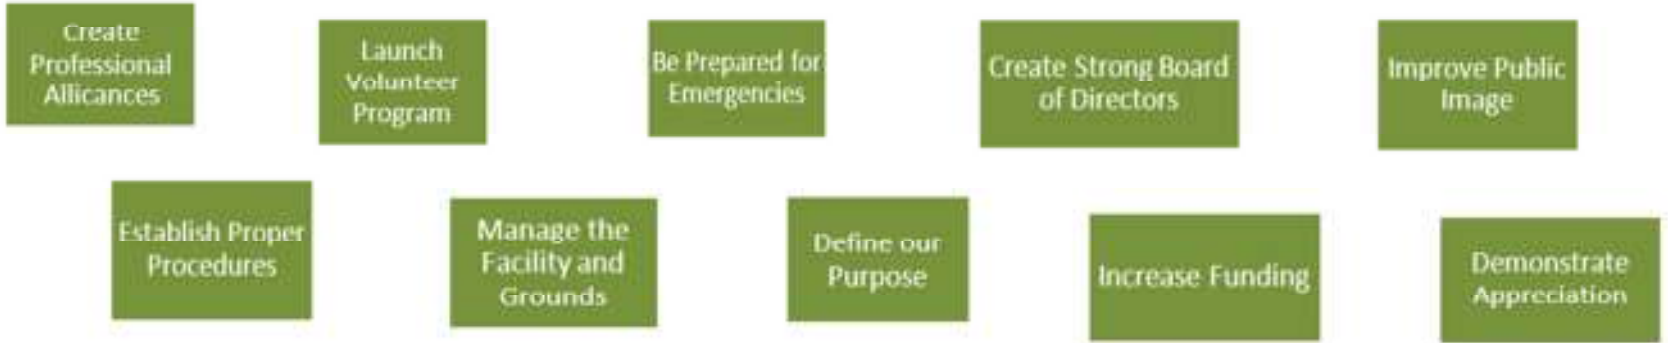 Create
Professional
Allicances
Launch
Volunteer
Program
Be Prepared for
Emergencies
Create Strong Board
of Directors
Improve Public
Image
Establish Proper
Procedures
Manage the
Facility and
Grounds
Define our
Purpose
Increase Funding
Demonstrate
Appreciation